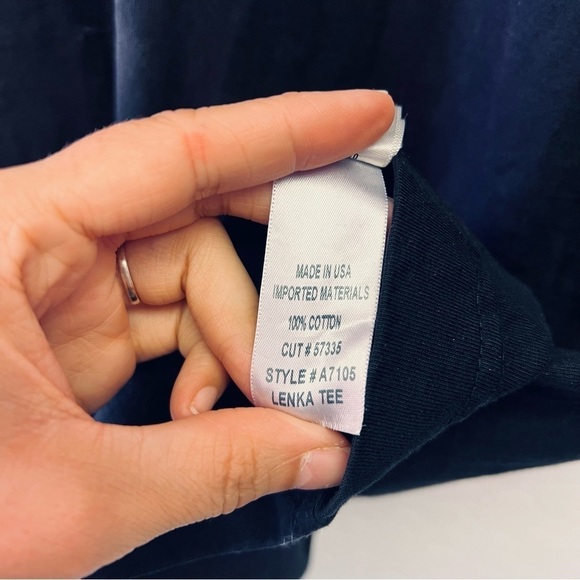 MADE IN USA
IMPORTED MATERIALS
100% COTTON
CUT # 57335
STYLE # A7105
LENKA TEE